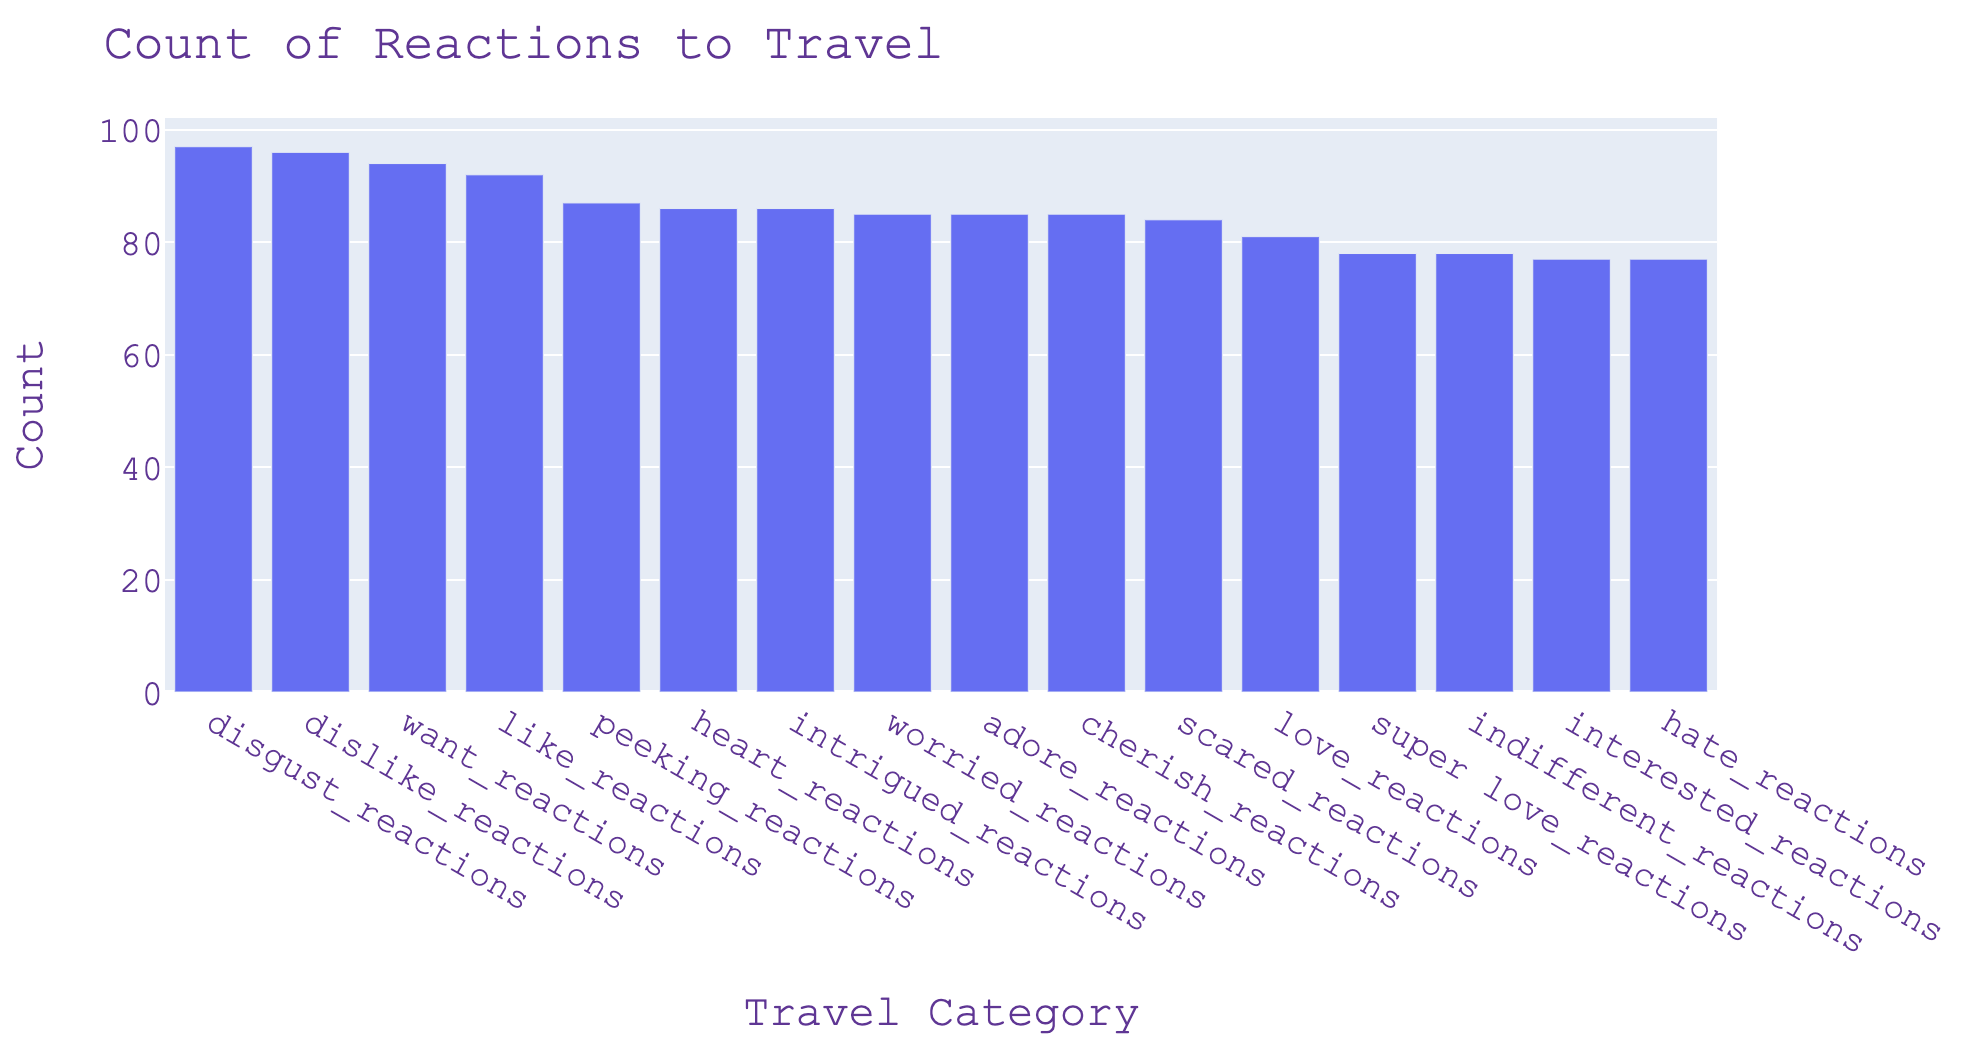 Count of Reactions to Travel
Count
100
80
60
40
20
0
disgust_reactions
dislike_reactions
want_reactions
like_reactions
peeking_reactions
heart_reactions
intrigued_reactions
worried_reactions
adore_reactions
cherish_reactions
scared_reactions
love_reactions
super love_reactions
indifferent_reactions
interested_reactions
hate_reactions
Travel Category